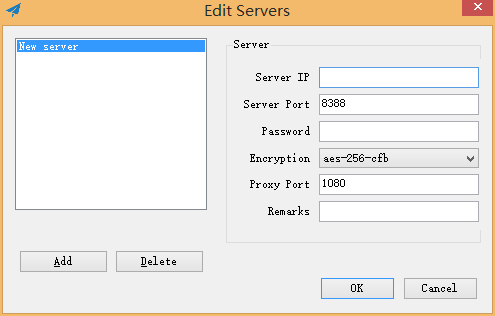 Edit Servers
New server
Server
Server IP
Server Port 8388
Password
Encryption aes-256-cfb
Proxy Port 1080
Remarks
Add Delete
OK Cancel